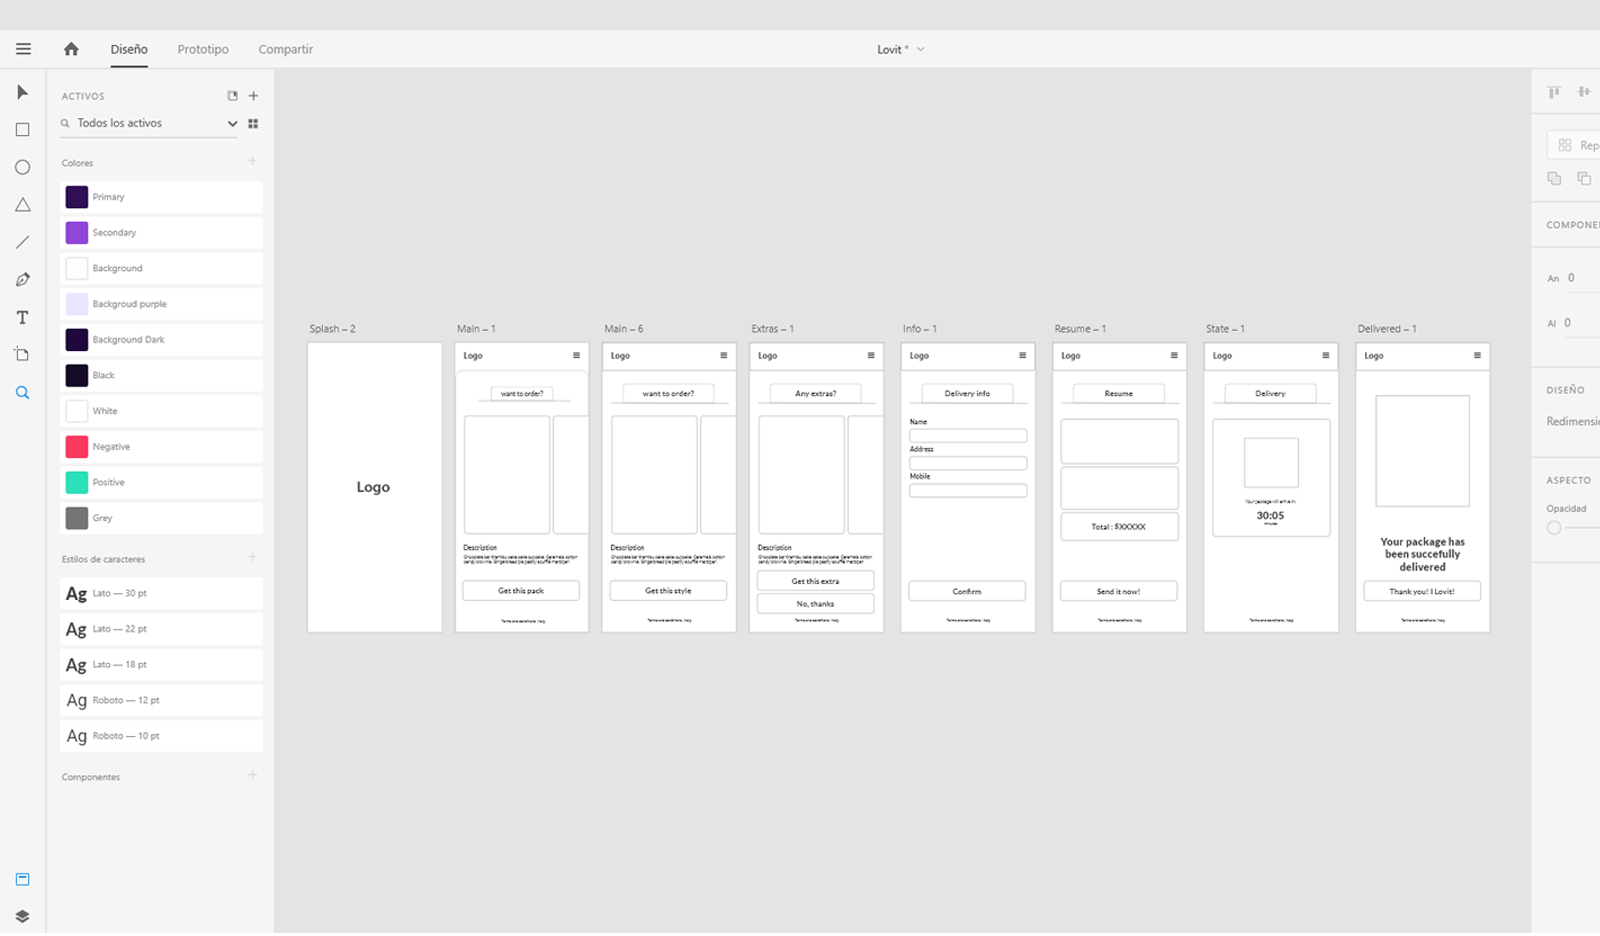 Diseño
Prototipo
Compartir
Lovit *
ACTIVOS
Todos los activos
Colores
Primary
Secondary
Background
Backgroud purple
Background Dark
Black
White
Negative
Positive
Grey
Estilos de caracteres
Ag Lato — 30 pt
Ag Lato — 22 pt
Ag Lato — 18 pt
Ag Roboto — 12 pt
Ag Roboto — 10 pt
Componentes
Splash – 2
Logo
Main – 1
Logo
want to order?
Description
Get this pack
Main – 6
Logo
want to order?
Description
Get this style
Extras – 1
Logo
Any extras?
Description
Get this extra
No, thanks
Info – 1
Logo
Delivery info
Name
Address
Mobile
Confirm
Resume – 1
Logo
Resume
Total : $XXXXX
Send it now!
State – 1
Logo
Delivery
Your package will arrive in:
30:05
Delivered – 1
Logo
Your package has
been succefully
delivered
Thank you! I Lovit!
Rep
COMPONE
An 0
Al 0
DISEÑO
Redimensi
ASPECTO
Opacidad